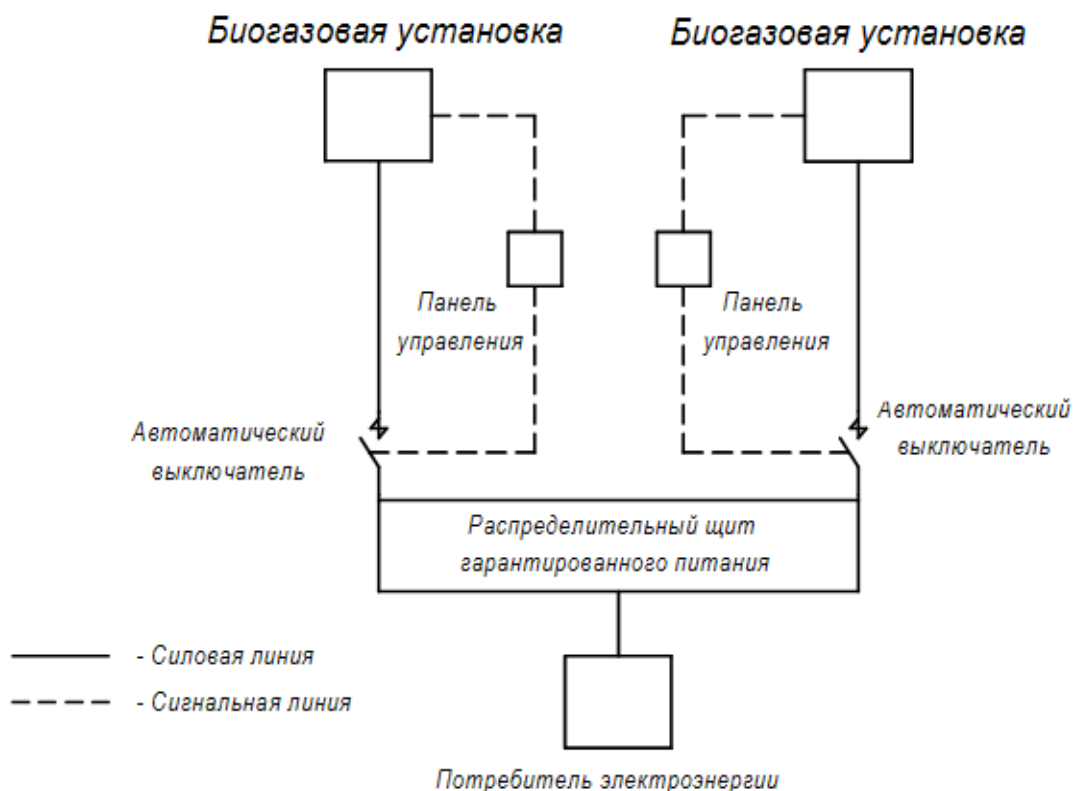 Биогазовая установка
Биогазовая установка
Панель
управления
Панель
управления
Автоматический
выключатель
Автоматический
выключатель
Распределительный щит
гарантированного питания
- Силовая линия
- Сигнальная линия
Потребитель электроэнергии